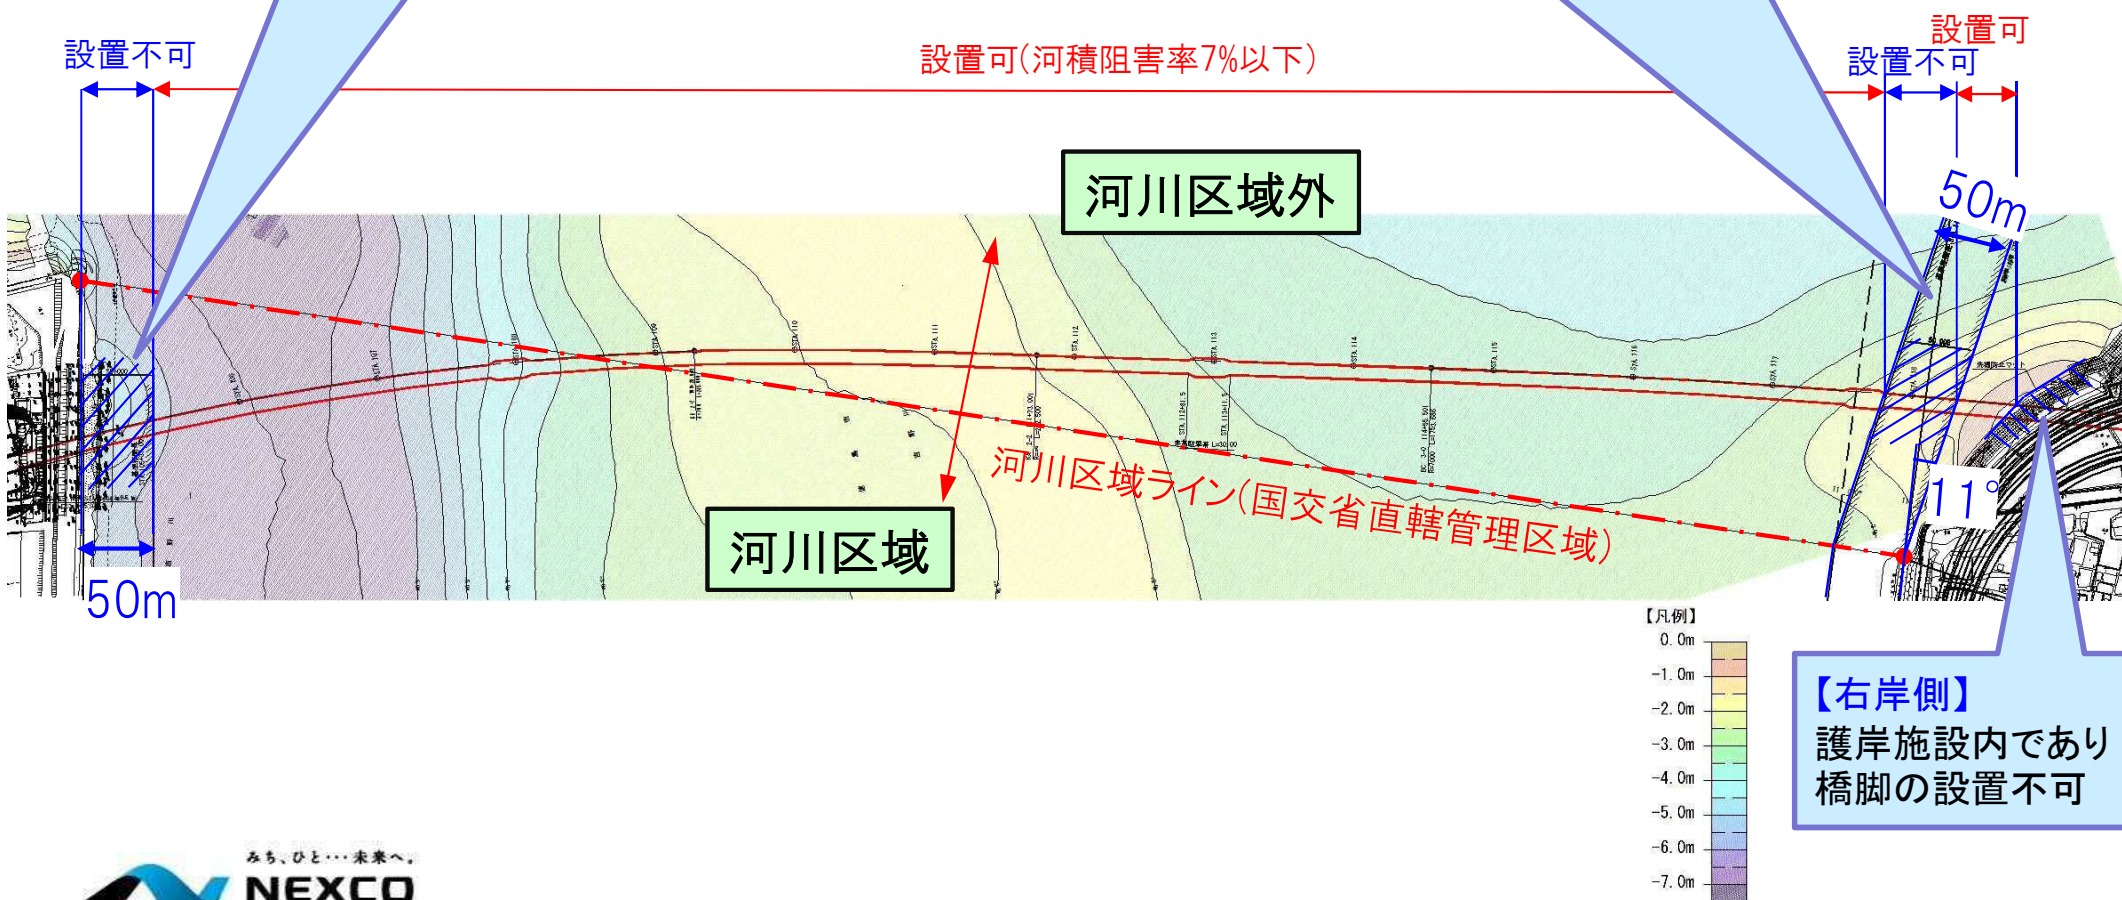 設置不可
設置可(河積阻害率7%以下)
設置可
設置不可
河川区域外
50m
河川区域ライン(国交省直轄管理区域)
河川区域
11°
50m
【凡例】
0.0m
-1.0m
-2.0m
-3.0m
-4.0m
-5.0m
-6.0m
-7.0m
【右岸側】
護岸施設内であり
橋脚の設置不可
みち、ひと…未来へ。
NEXCO